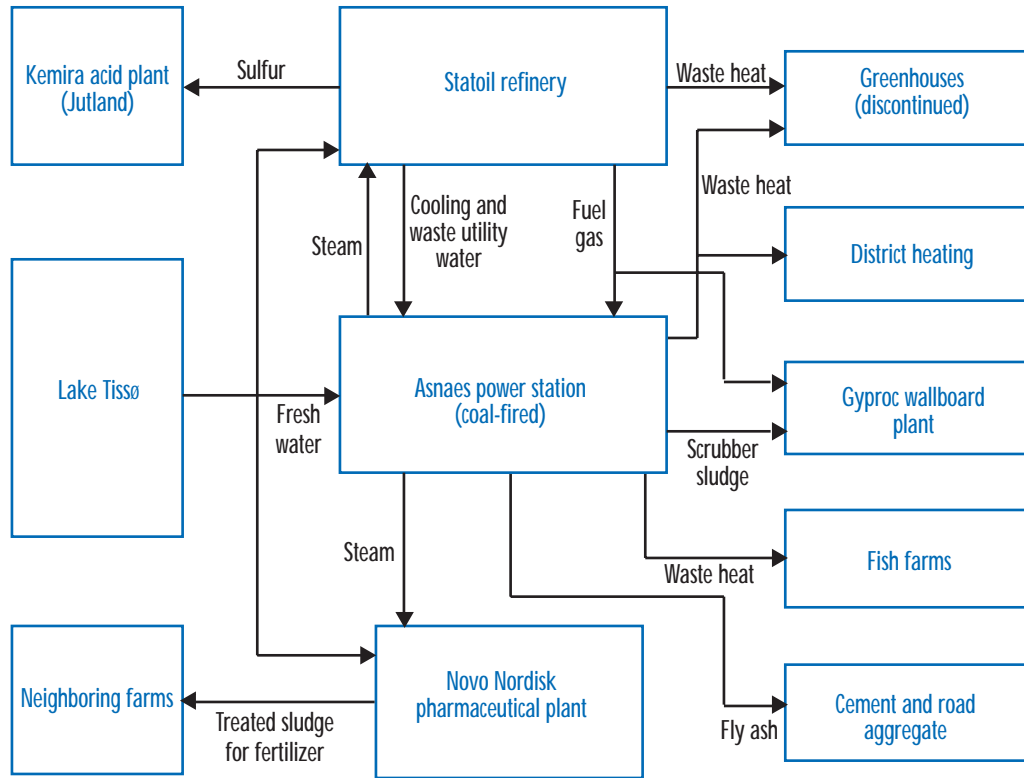 Kemira acid plant
(Jutland)
Sulfur
Statoil refinery
Waste heat
Greenhouses
(discontinued)
Waste heat
Steam
Cooling and
waste utility
water
Fuel
gas
District heating
Lake Tissø
Fresh
water
Asnaes power station
(coal-fired)
Gyproc wallboard
plant
Scrubber
sludge
Steam
Waste heat
Fish farms
Neighboring farms
Treated sludge
for fertilizer
Novo Nordisk
pharmaceutical plant
Fly ash
Cement and road
aggregate